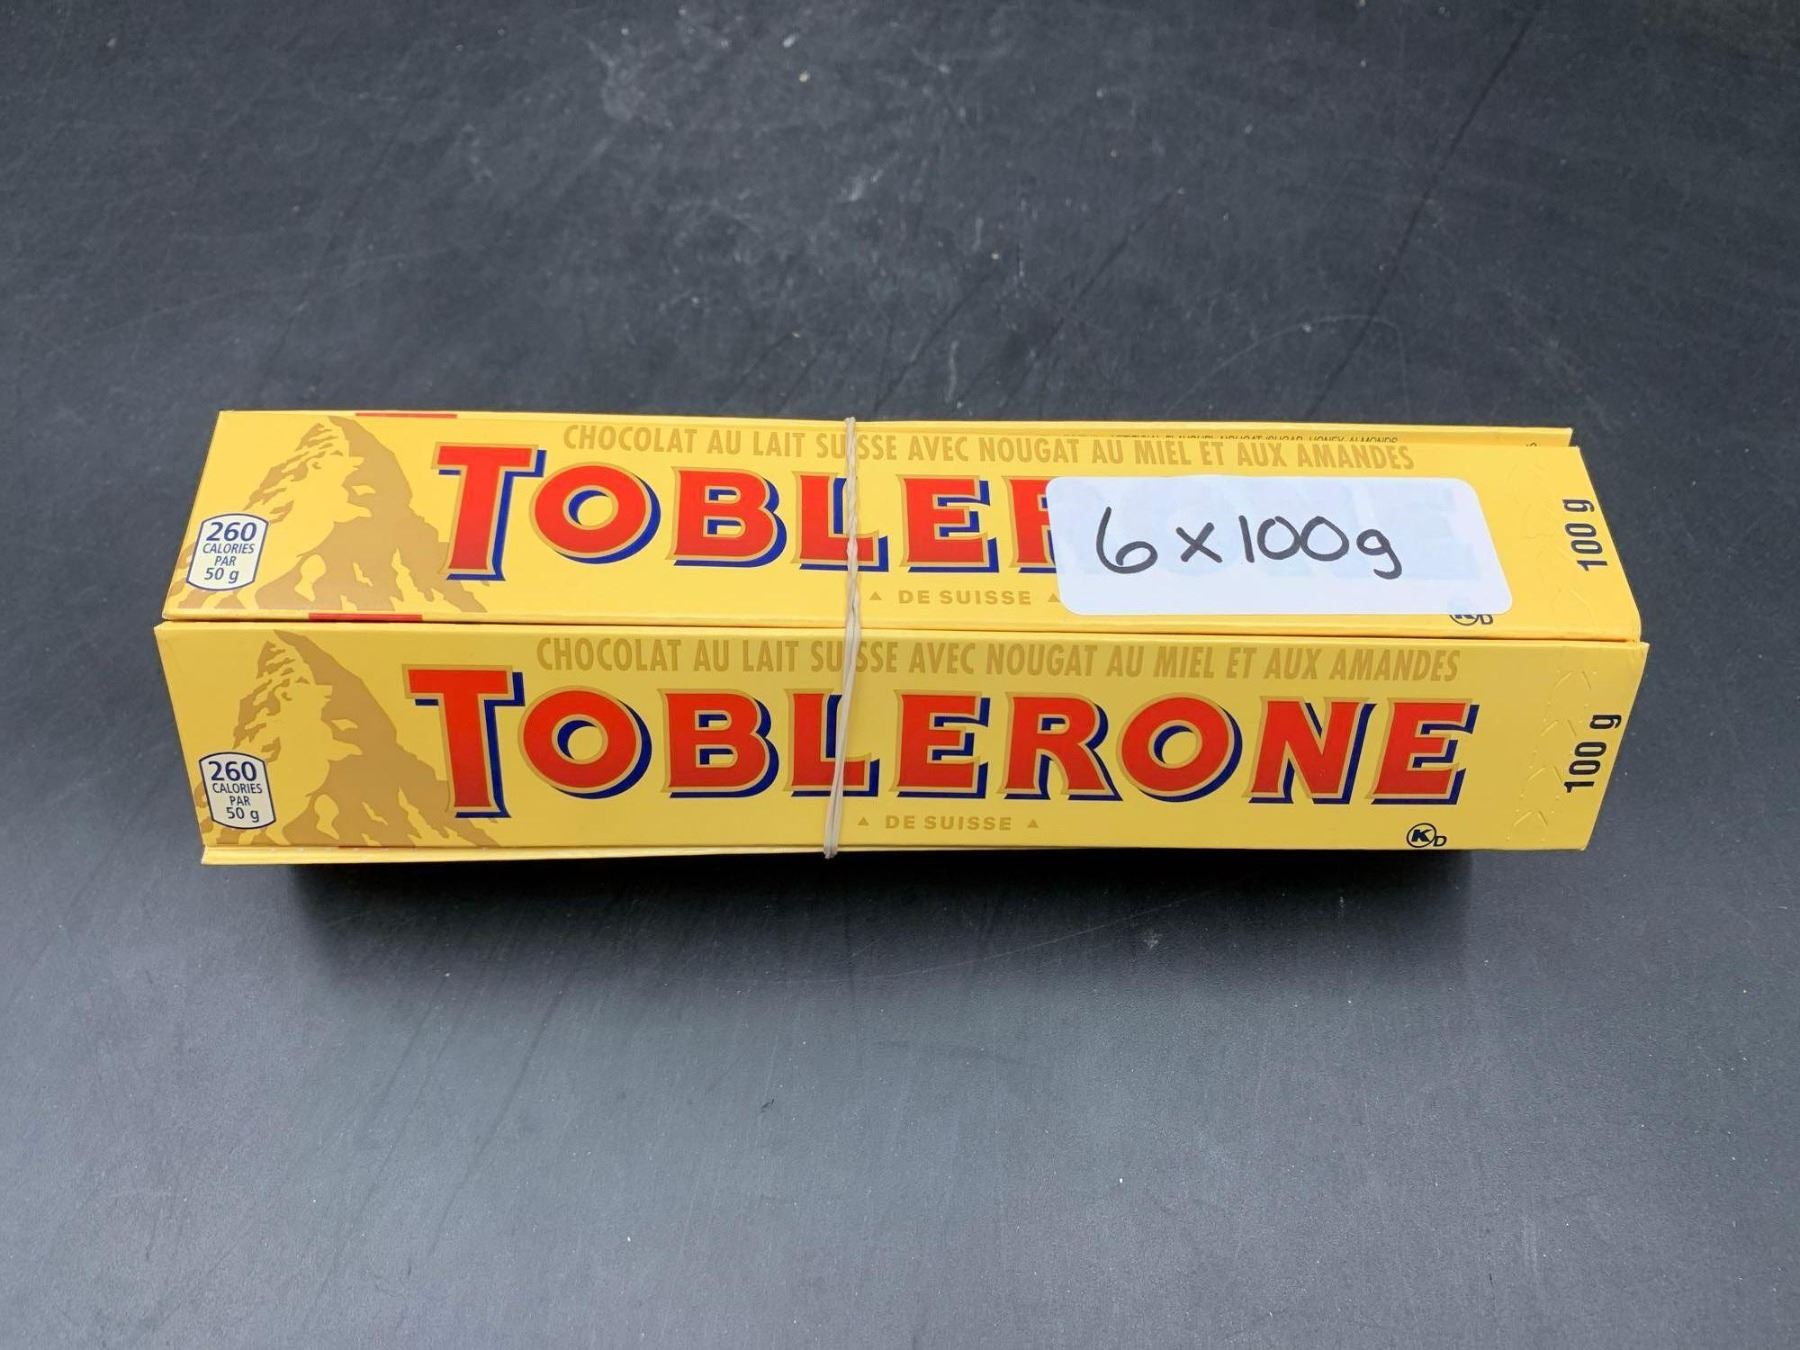 CHOCOLAT AU LAIT SUISSE AVEC NOUGAT AU MIEL ET AUX AMANDES
TOBLER
6x100g
260
CALORIES
PAR
50 g
DE SUISSE
100 g
CHOCOLAT AU LAIT SUISSE AVEC NOUGAT AU MIEL ET AUX AMANDES
TOBLERONE
260
CALORIES
PAR
50 g
DE SUISSE
K D
100 g